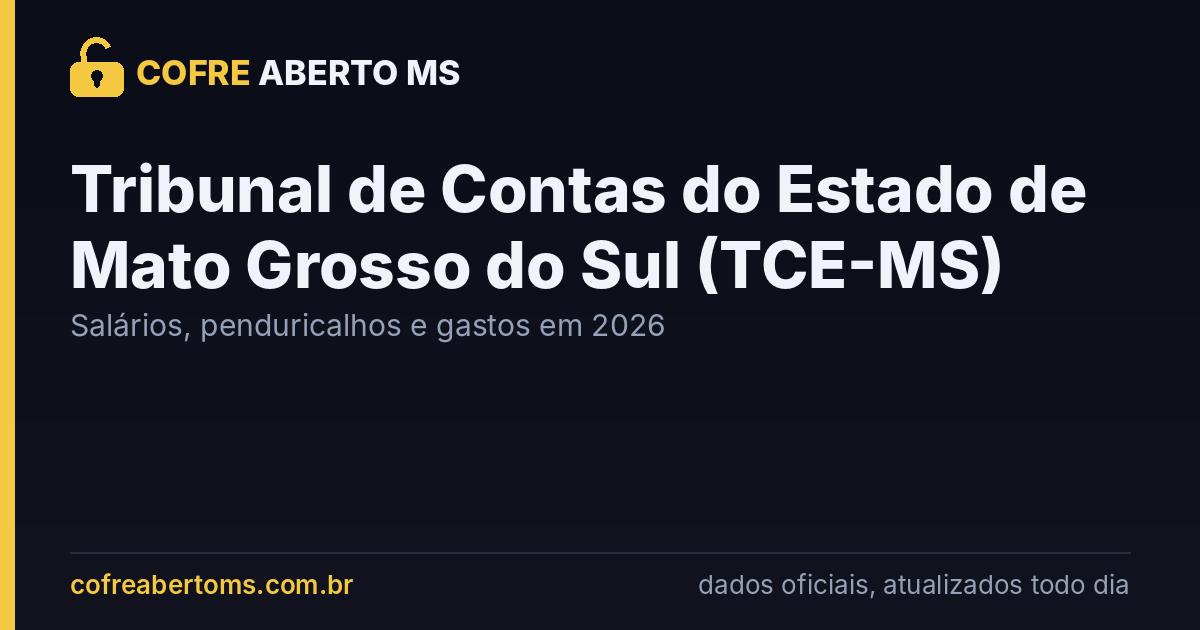 COFRE ABERTO MS
Tribunal de Contas do Estado de
Mato Grosso do Sul (TCE-MS)
Salários, penduricalhos e gastos em 2026
cofreabertoms.com.br
dados oficiais, atualizados todo dia